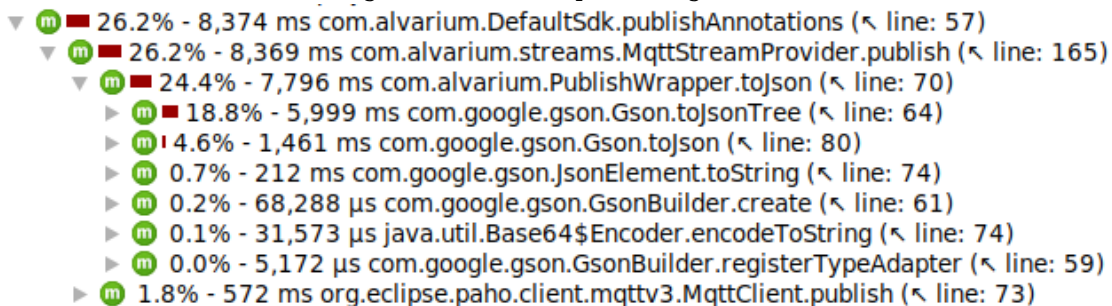 26.2% - 8,374 ms com.alvarium.DefaultSdk.publishAnnotations (↖ line: 57)
m 26.2% - 8,369 ms com.alvarium.streams.MqttStreamProvider.publish (↖ line: 165)
m 24.4% - 7,796 ms com.alvarium.PublishWrapper.toJson (↖ line: 70)
m 18.8% - 5,999 ms com.google.gson.Gson.toJsonTree (↖ line: 64)
m 4.6% - 1,461 ms com.google.gson.Gson.toJson (↖ line: 80)
m 0.7% - 212 ms com.google.gson.JsonElement.toString (↖ line: 74)
m 0.2% - 68,288 µs com.google.gson.GsonBuilder.create (↖ line: 61)
m 0.1% - 31,573 µs java.util.Base64$Encoder.encodeToString (↖ line: 74)
m 0.0% - 5,172 µs com.google.gson.GsonBuilder.registerTypeAdapter (↖ line: 59)
m 1.8% - 572 ms org.eclipse.paho.client.mqttv3.MqttClient.publish (↖ line: 73)